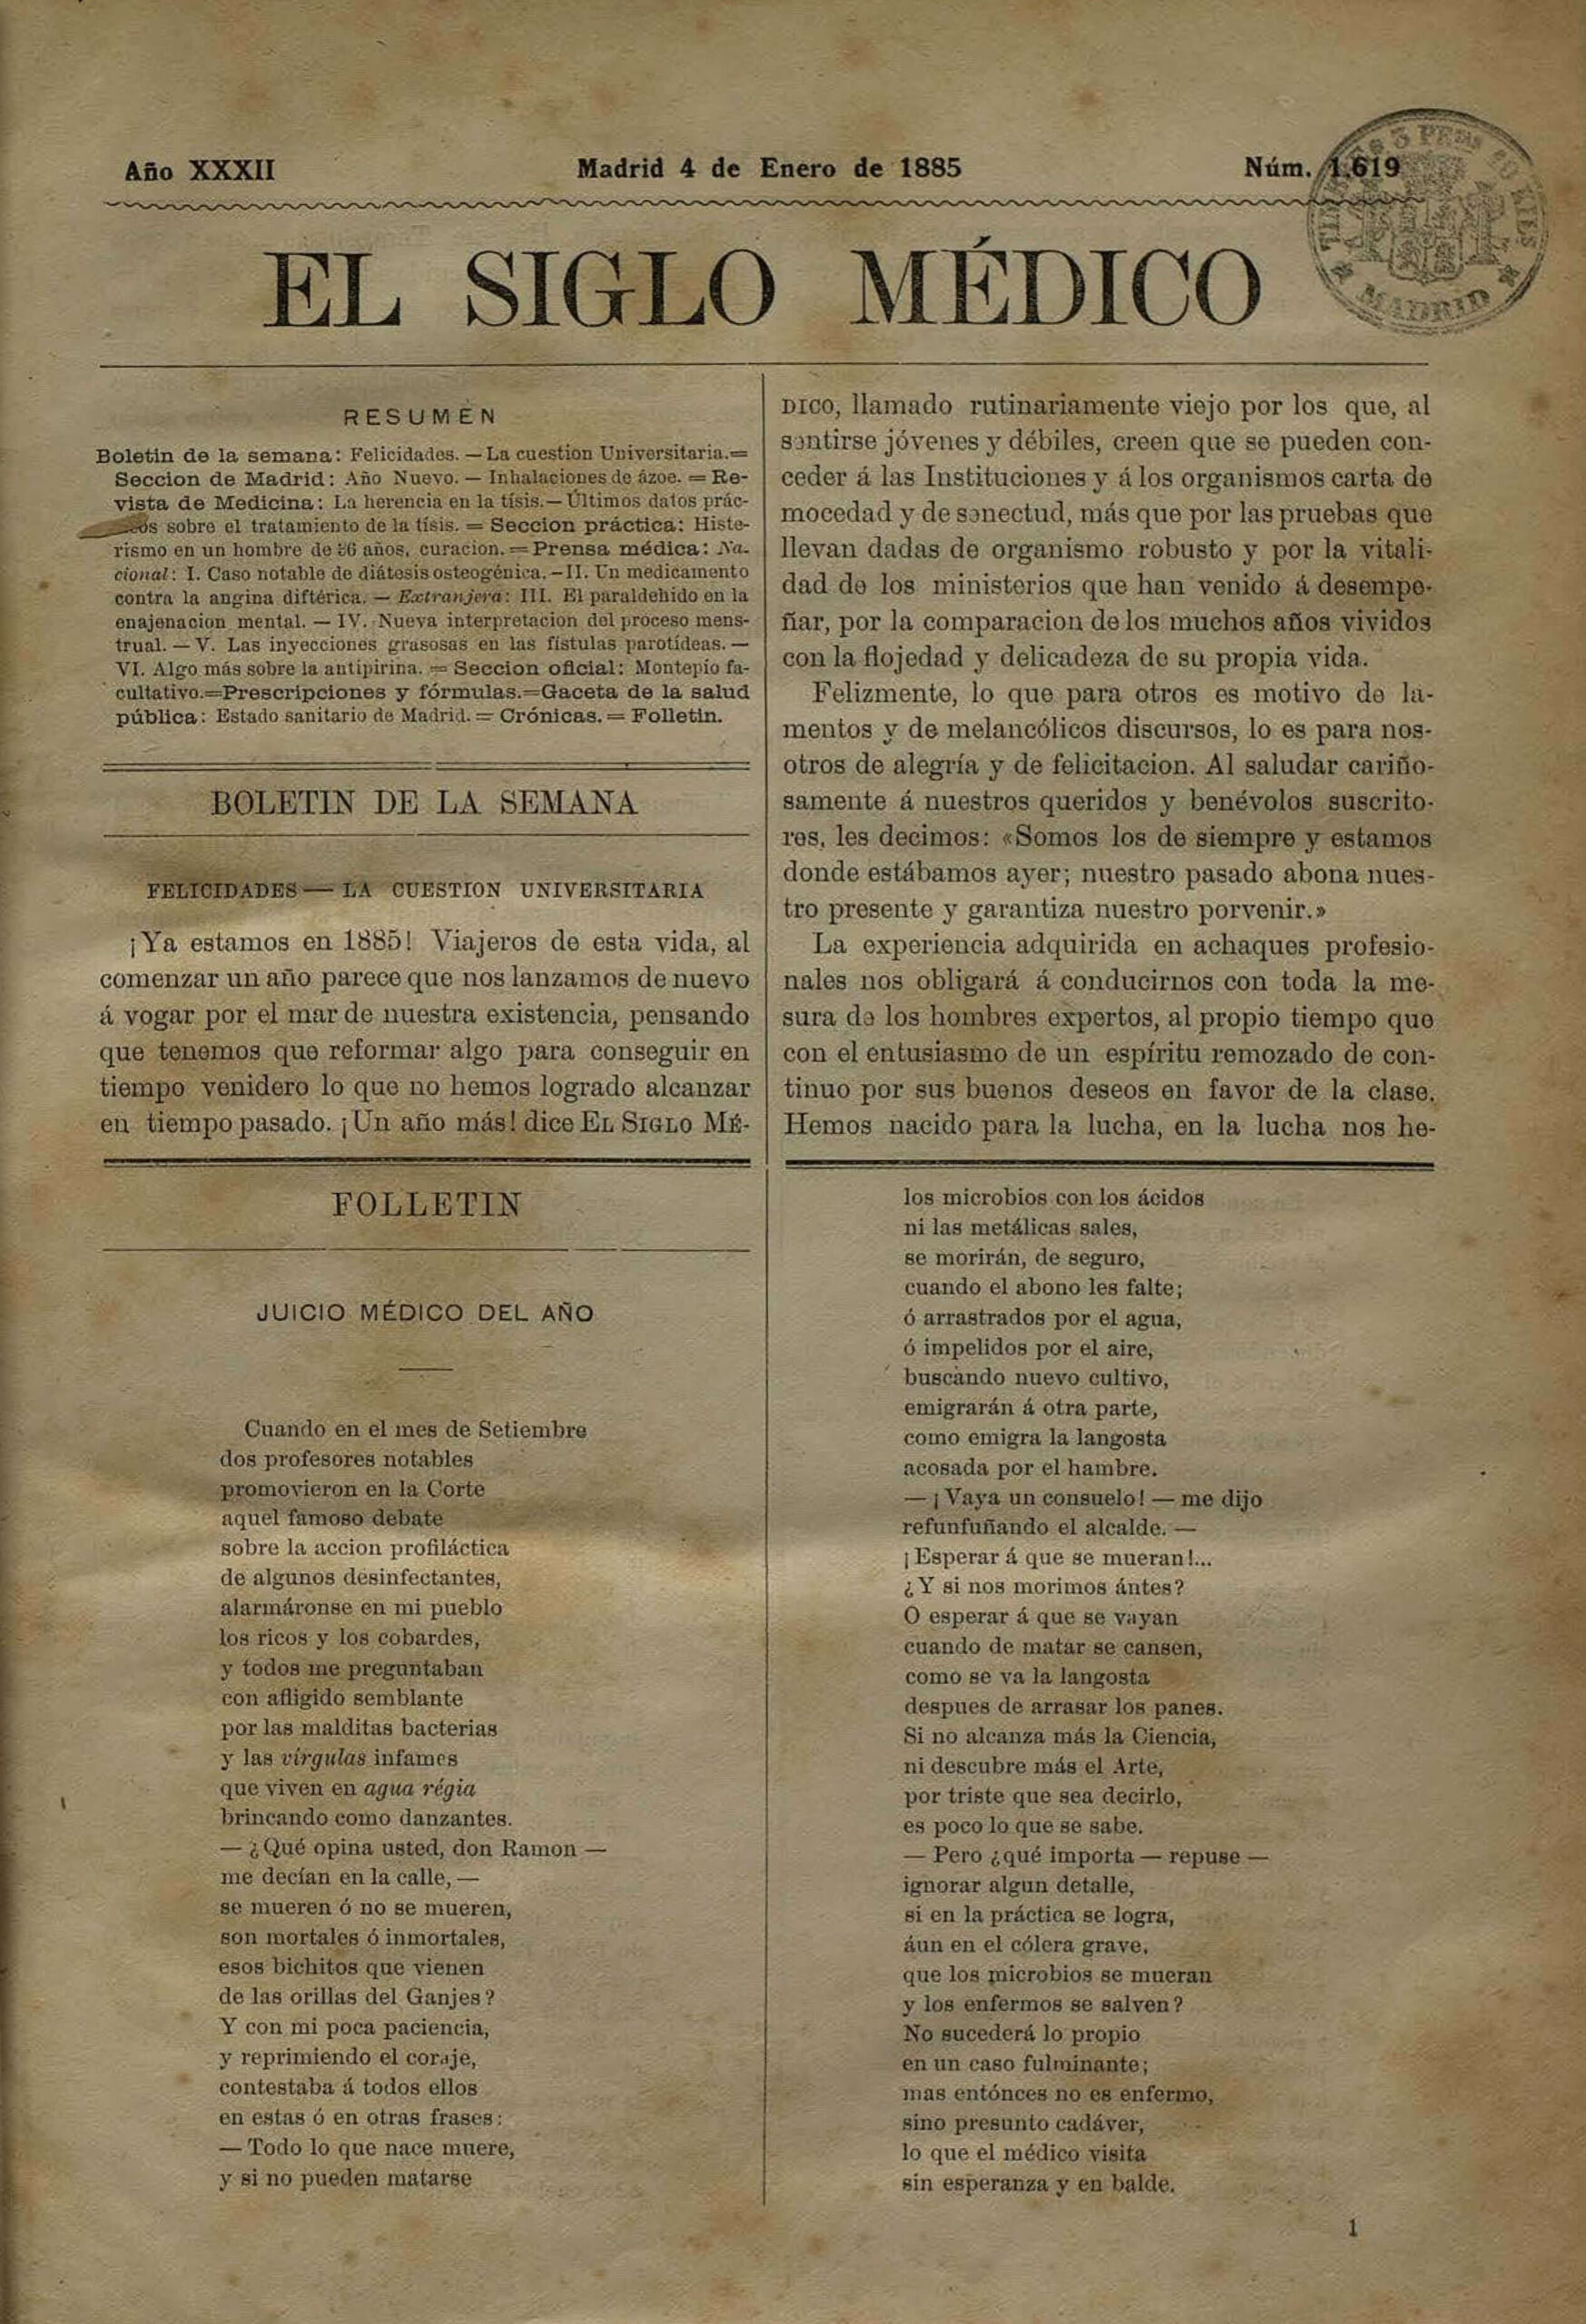 Año XXXII
Madrid 4 de Enero de 1885
Núm. 1.619
EL SIGLO MÉDICO
MADRID
RESUMEN
Boletin de la semana: Felicidades. — La cuestion Universitaria.=
Seccion de Madrid: Año Nuevo. — Inhalaciones de ázoe. = Re-
vista de Medicina: La herencia en la tísis. — Últimos datos prác-
sobre el tratamiento de la tísis. = Seccion práctica: Histe-
rismo en un hombre de 26 años, curacion. = Prensa médica: Na-
cional: I. Caso notable de diátesis osteogénica. — II. Un medicamento
contra la angina diftérica. — Extranjera: III. El paraldehido en la
enajenacion mental. — IV. Nueva interpretacion del proceso mens-
trual. — V. Las inyecciones grasosas en las fístulas parotídeas. —
VI. Algo más sobre la antipirina. = Seccion oficial: Montepío fa-
cultativo.=Prescripciones y fórmulas.=Gaceta de la salud
pública: Estado sanitario de Madrid. = Crónicas. = Folletin.
BOLETIN DE LA SEMANA
FELICIDADES — LA CUESTION UNIVERSITARIA
¡Ya estamos en 1885! Viajeros de esta vida, al
comenzar un año parece que nos lanzamos de nuevo
á vogar por el mar de nuestra existencia, pensando
que tenemos que reformar algo para conseguir en
tiempo venidero lo que no hemos logrado alcanzar
en tiempo pasado. ¡Un año más! dice EL SIGLO MÉ-
DICO, llamado rutinariamente viejo por los que, al
sentirse jóvenes y débiles, creen que se pueden con-
ceder á las Instituciones y á los organismos carta de
mocedad y de senectud, más que por las pruebas que
llevan dadas de organismo robusto y por la vitali-
dad de los ministerios que han venido á desempe-
ñar, por la comparacion de los muchos años vividos
con la flojedad y delicadeza de su propia vida.
Felizmente, lo que para otros es motivo de la-
mentos y de melancólicos discursos, lo es para nos-
otros de alegría y de felicitacion. Al saludar cariño-
samente á nuestros queridos y benévolos suscrito-
res, les decimos: «Somos los de siempre y estamos
donde estábamos ayer; nuestro pasado abona nues-
tro presente y garantiza nuestro porvenir.»
La experiencia adquirida en achaques profesio-
nales nos obligará á conducirnos con toda la me-
sura de los hombres expertos, al propio tiempo que
con el entusiasmo de un espíritu remozado de con-
tinuo por sus buenos deseos en favor de la clase.
Hemos nacido para la lucha, en la lucha nos he-
FOLLETIN
JUICIO MÉDICO DEL AÑO
Cuando en el mes de Setiembre
dos profesores notables
promovieron en la Corte
aquel famoso debate
sobre la accion profiláctica
de algunos desinfectantes,
alarmáronse en mi pueblo
los ricos y los cobardes,
y todos me preguntaban
con afligido semblante
por las malditas bacterias
y las vírgulas infames
que viven en agua régia
brincando como danzantes.
— ¿Qué opina usted, don Ramon —
me decían en la calle, —
se mueren ó no se mueren,
son mortales ó inmortales,
esos bichitos que vienen
de las orillas del Ganjes?
Y con mi poca paciencia,
y reprimiendo el coraje,
contestaba á todos ellos
en estas ó en otras frases:
— Todo lo que nace muere,
y si no pueden matarse
los microbios con los ácidos
ni las metálicas sales,
se morirán, de seguro,
cuando el abono les falte;
ó arrastrados por el agua,
ó impelidos por el aire,
buscando nuevo cultivo,
emigrarán á otra parte,
como emigra la langosta
acosada por el hambre.
— ¡Vaya un consuelo! — me dijo
refunfuñando el alcalde. —
¡Esperar á que se mueran!...
¿Y si nos morimos ántes?
O esperar á que se vayan
cuando de matar se cansen,
como se va la langosta
despues de arrasar los panes.
Si no alcanza más la Ciencia,
ni descubre más el Arte,
por triste que sea decirlo,
es poco lo que se sabe.
— Pero ¿qué importa — repuse —
ignorar algun detalle,
si en la práctica se logra,
áun en el cólera grave,
que los microbios se mueran
y los enfermos se salven?
No sucederá lo propio
en un caso fulminante;
mas entónces no es enfermo,
sino presunto cadáver,
lo que el médico visita
sin esperanza y en balde.
1